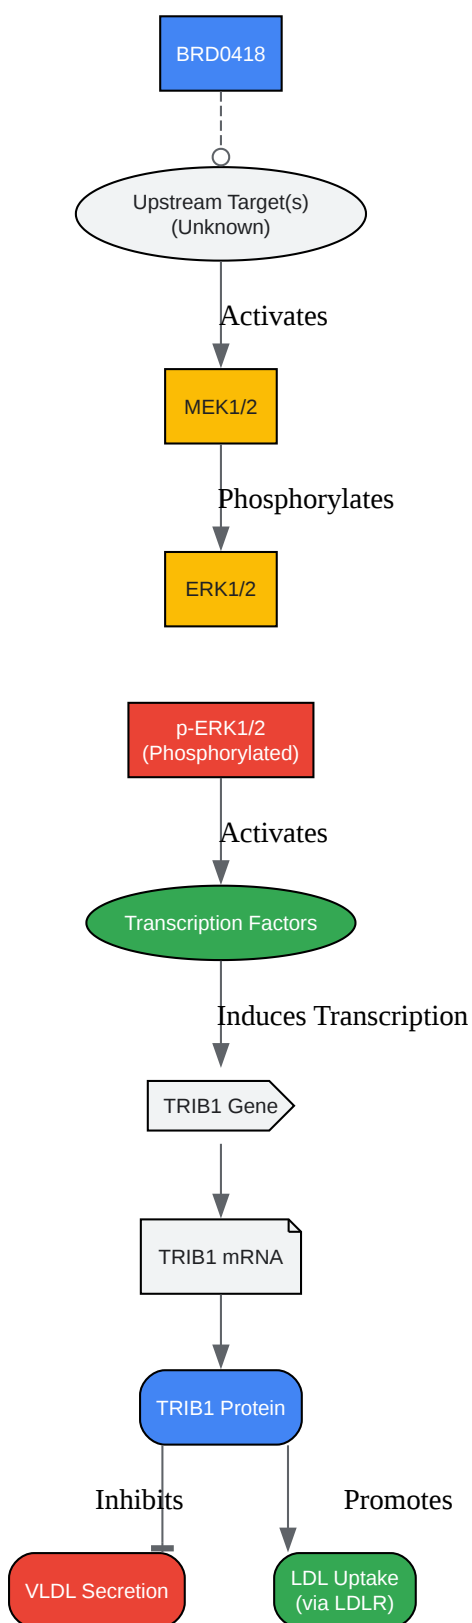 BRD0418
Upstream Target(s)
(Unknown)
Activates
MEK1/2
Phosphorylates
ERK1/2
p-ERK1/2
(Phosphorylated)
Activates
Transcription Factors
Induces Transcription
TRIB1 Gene
TRIB1 mRNA
TRIB1 Protein
Inhibits
Promotes
VLDL Secretion
LDL Uptake
(via LDLR)